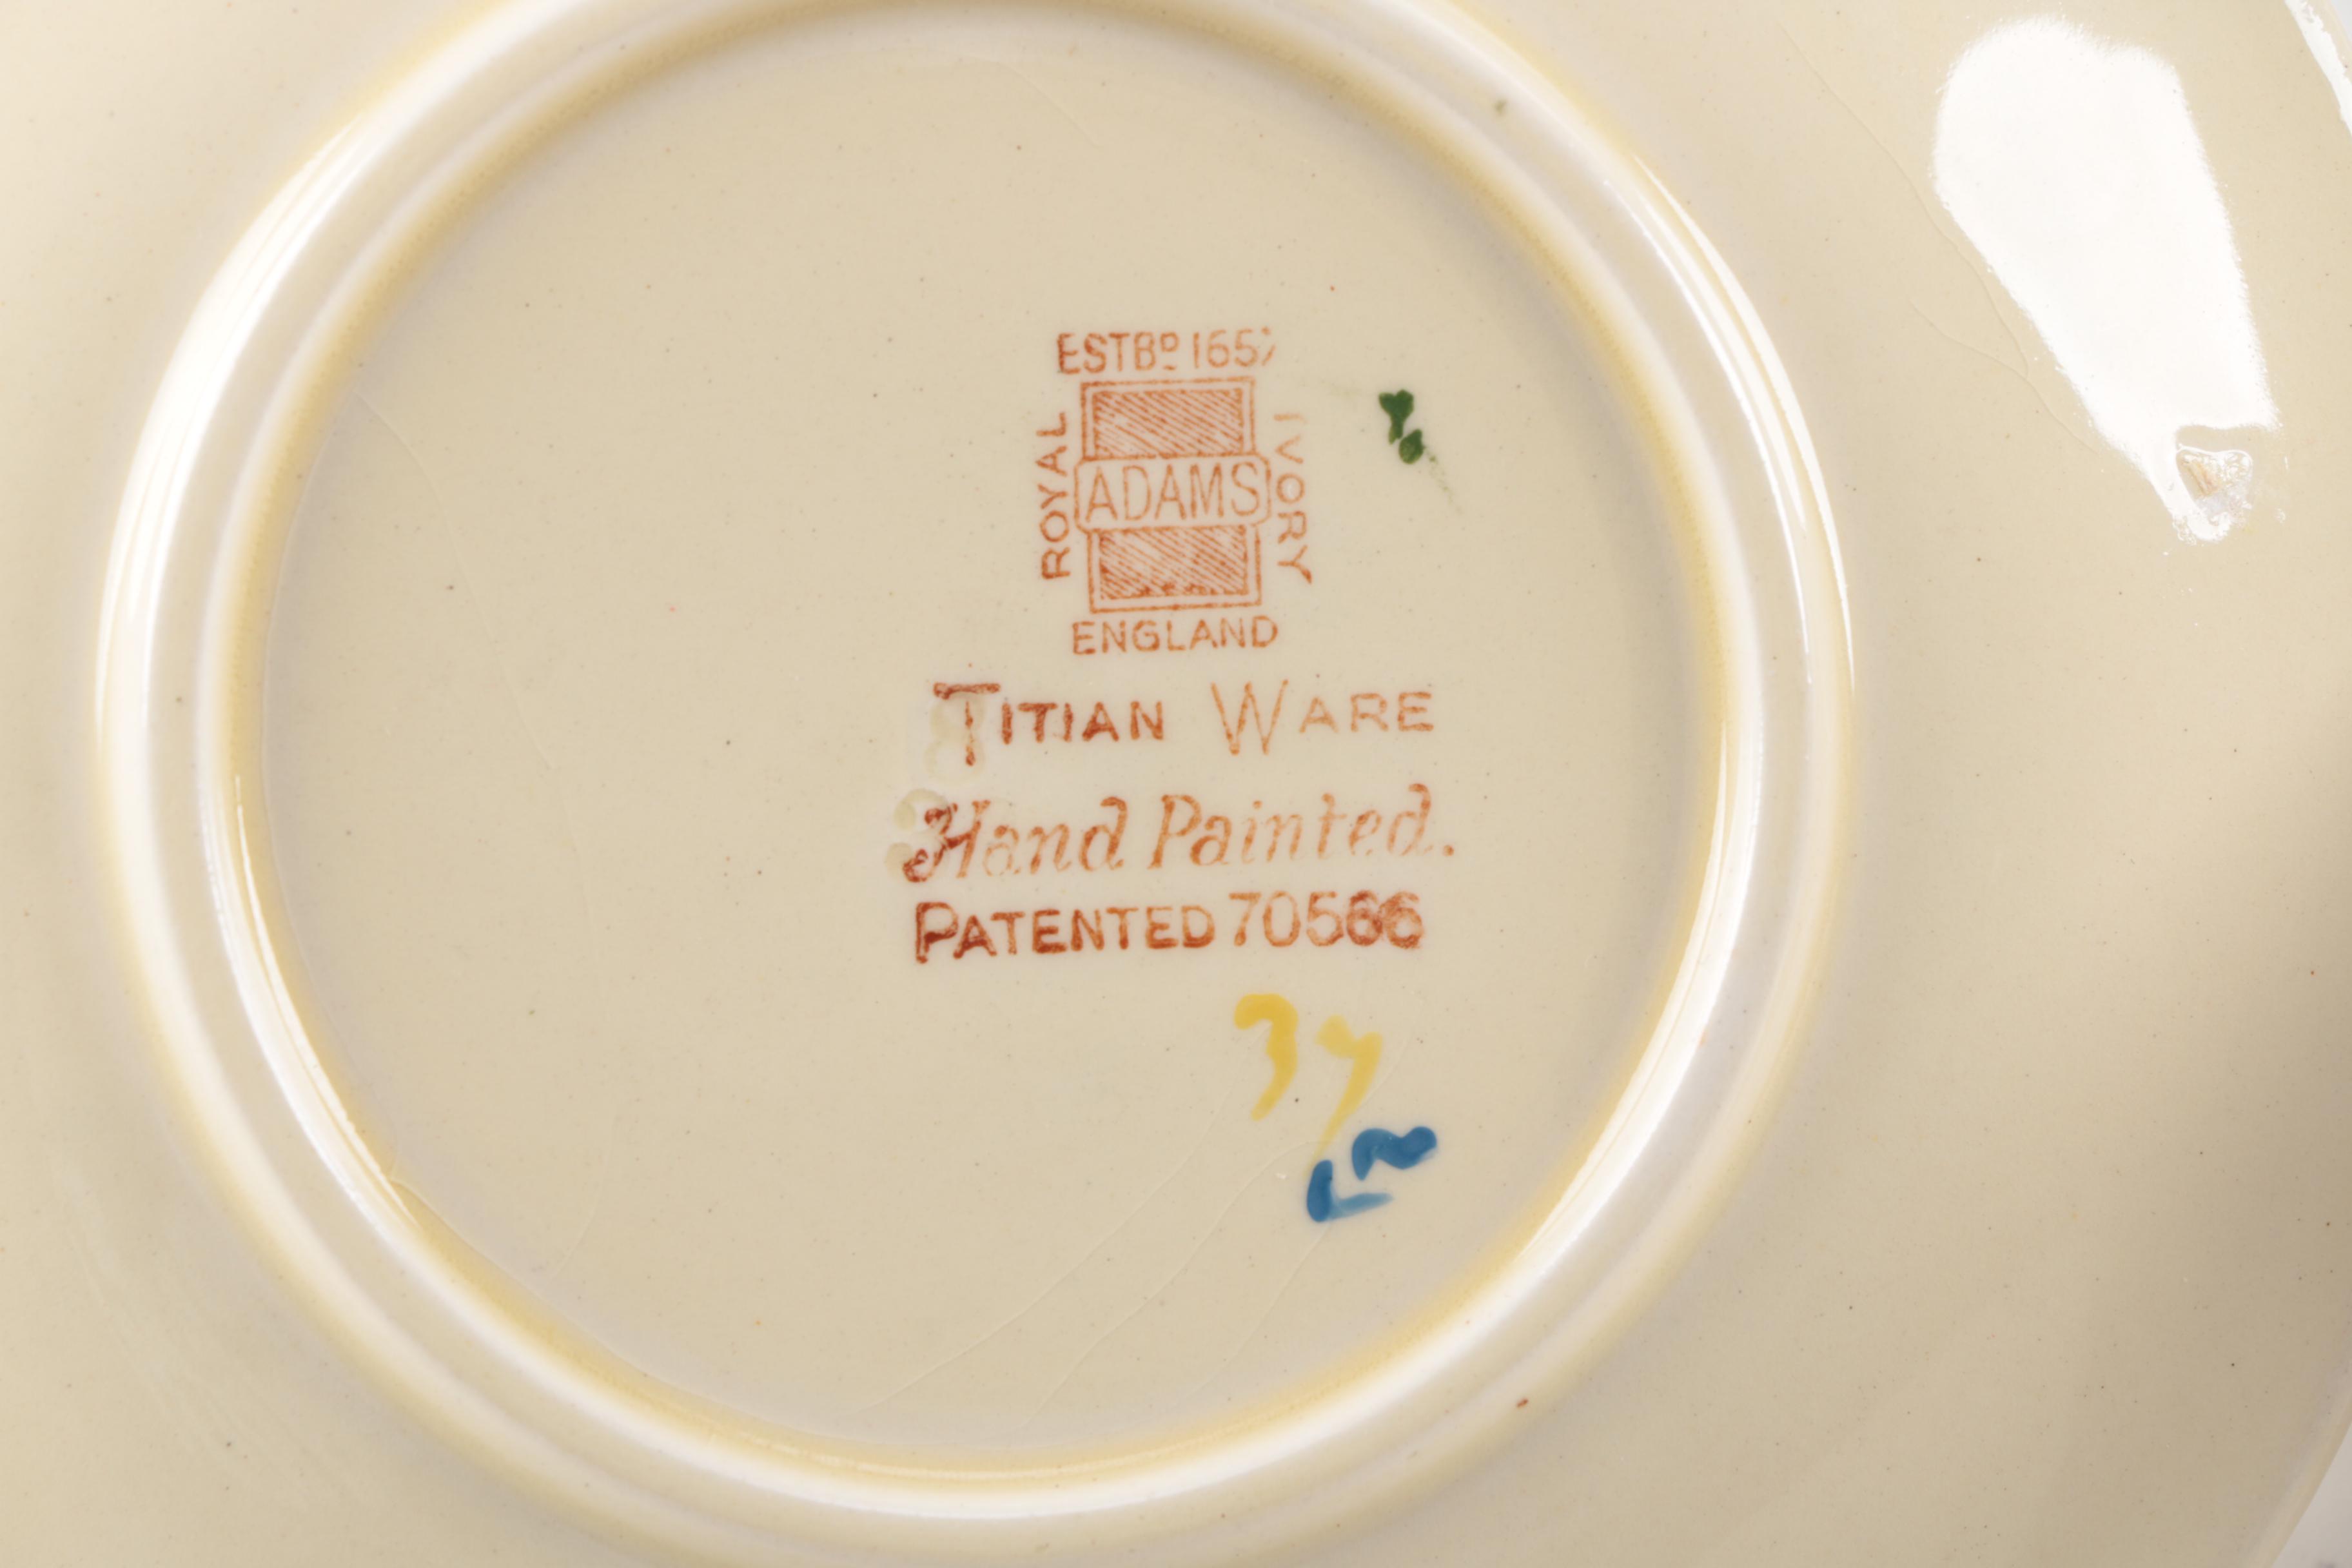 ESTBD 1657
ROYAL
ADAMS
IVORY
ENGLAND
TITIAN WARE
Hand Painted.
PATENTED 70566